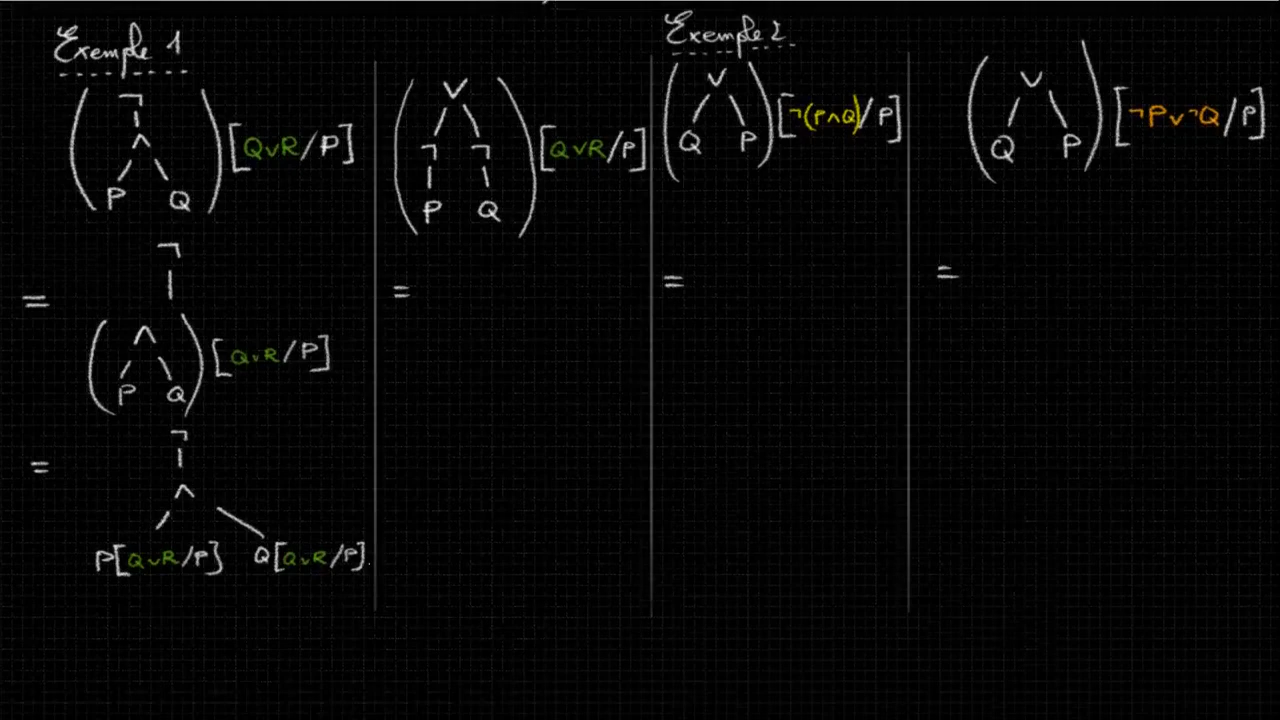 Exemple 1
¬
∧
P Q
[Q∨R/P]
=
¬
∧
P Q
[Q∨R/P]
=
¬
∧
P[Q∨R/P] Q[Q∨R/P]
∨
¬ ¬
P Q
[Q∨R/P]
=
Exemple 2
∨
Q P
[¬(P∧Q)/P]
=
∨
Q P
[¬P∨¬Q/P]
=